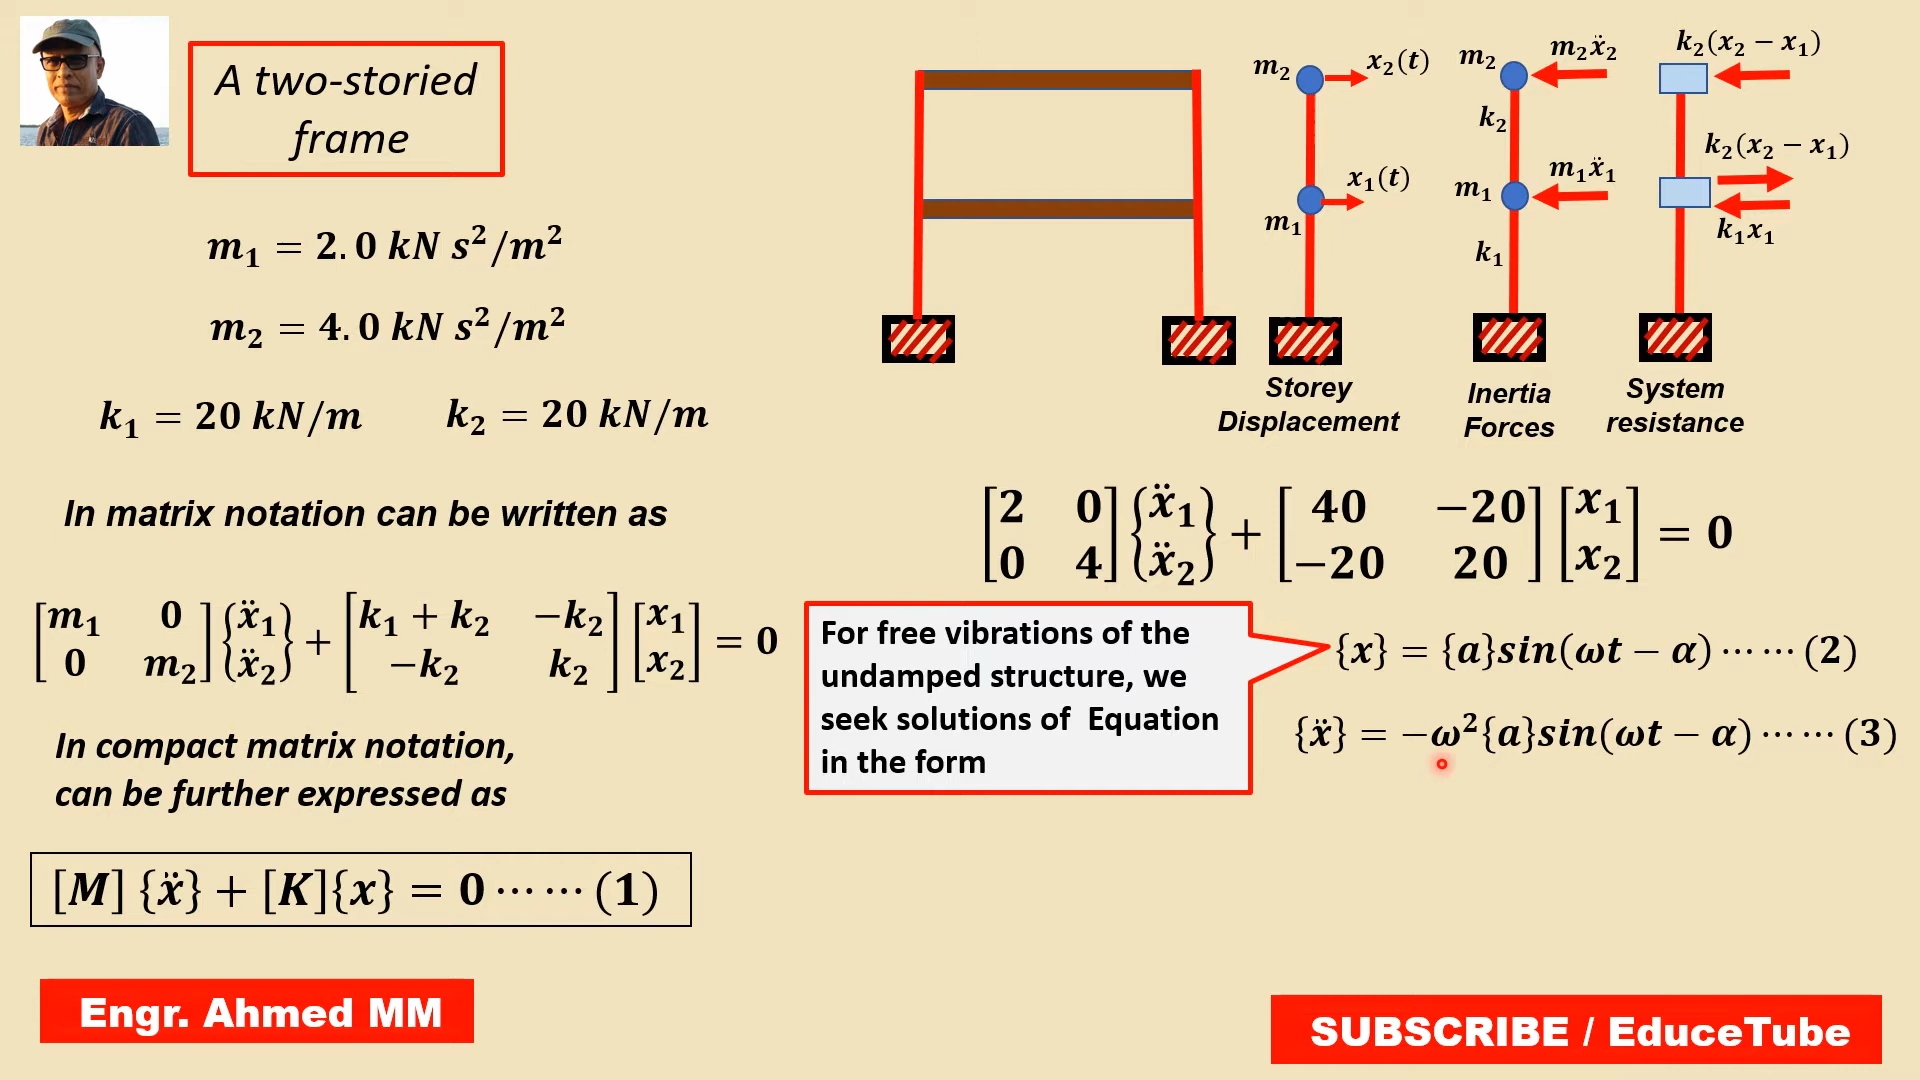 A two-storied
frame
m₁ = 2.0 kN s²/m²
m₂ = 4.0 kN s²/m²
k₁ = 20 kN/m k₂ = 20 kN/m
In matrix notation can be written as
[m₁ 0; 0 m₂] {ẍ₁; ẍ₂} + [k₁ + k₂ −k₂; −k₂ k₂] [x₁; x₂] = 0
In compact matrix notation,
can be further expressed as
[M] {ẍ} + [K]{x} = 0 ⋯⋯ (1)
m₂ x₂(t)
x₁(t)
m₁
Storey
Displacement
m₂ m₂ẍ₂
k₂
m₁ m₁ẍ₁
k₁
Inertia
Forces
k₂(x₂ − x₁)
k₂(x₂ − x₁)
k₁x₁
System
resistance
[2 0; 0 4] {ẍ₁; ẍ₂} + [40 −20; −20 20] [x₁; x₂] = 0
For free vibrations of the
undamped structure, we
seek solutions of Equation
in the form
{x} = {a}sin(ωt − α) ⋯⋯ (2)
{ẍ} = −ω²{a}sin(ωt − α) ⋯⋯ (3)
Engr. Ahmed MM
SUBSCRIBE / EduceTube